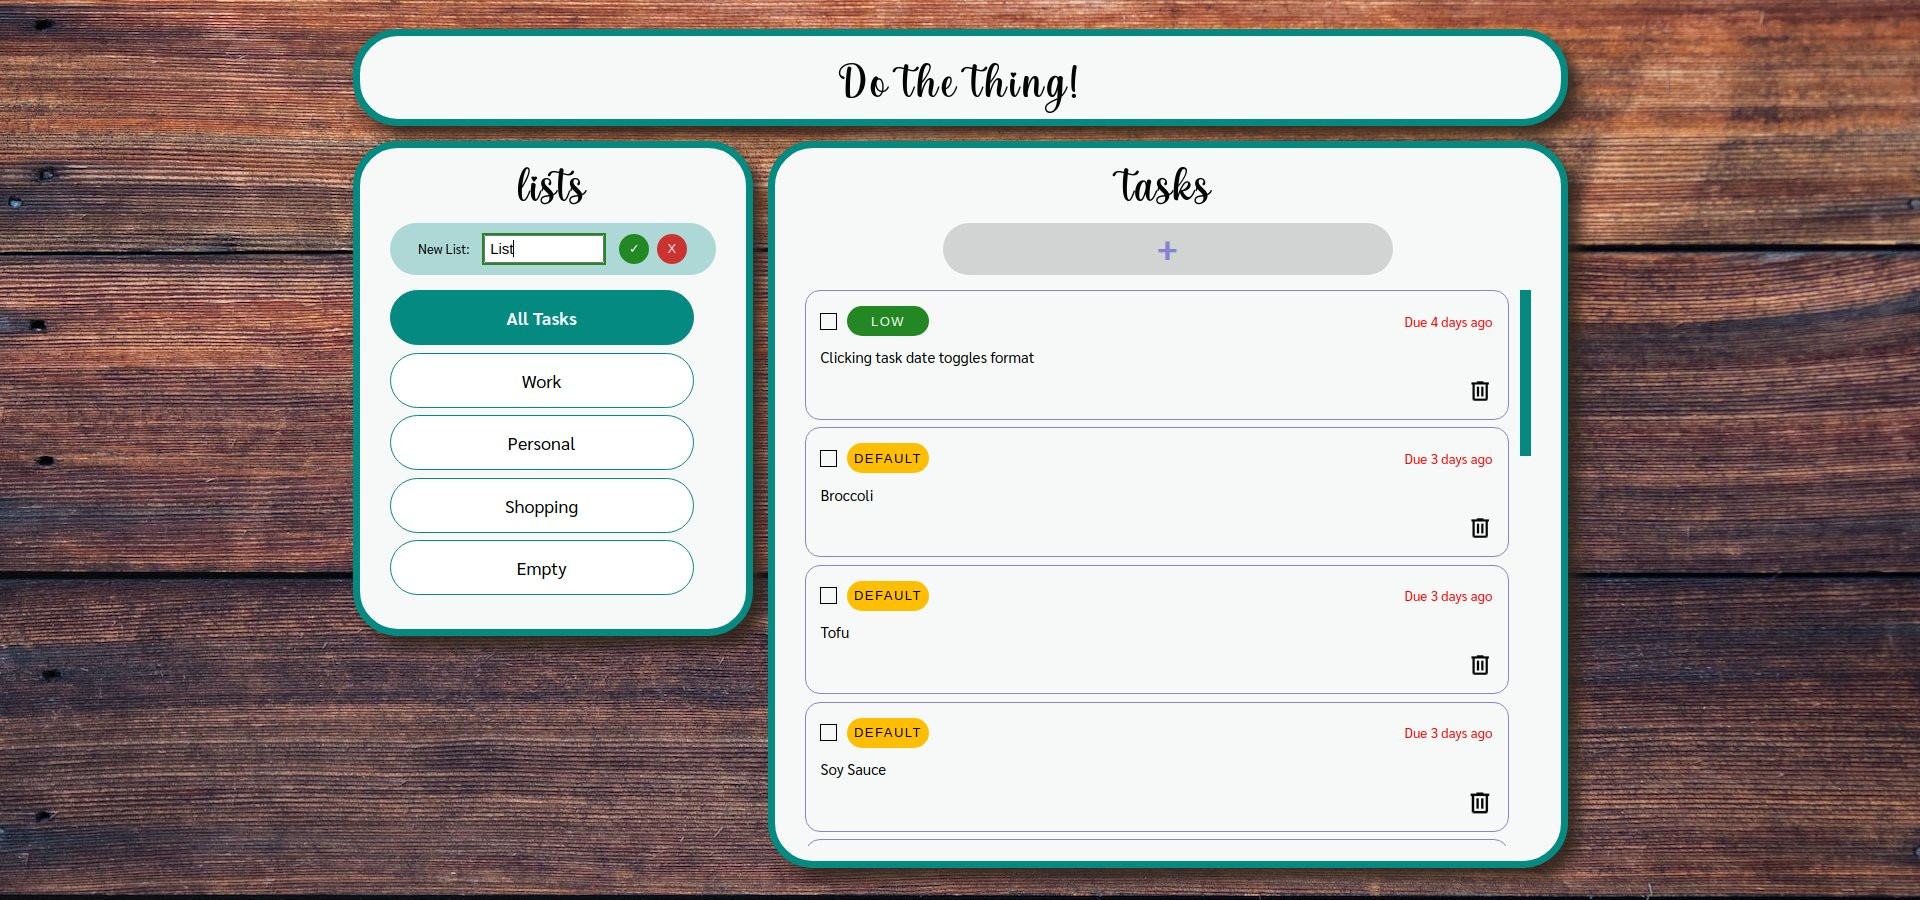 Do The Thing!
lists
New List: List ✓ X
All Tasks
Work
Personal
Shopping
Empty
tasks
+
LOW
Due 4 days ago
Clicking task date toggles format
DEFAULT
Due 3 days ago
Broccoli
DEFAULT
Due 3 days ago
Tofu
DEFAULT
Due 3 days ago
Soy Sauce